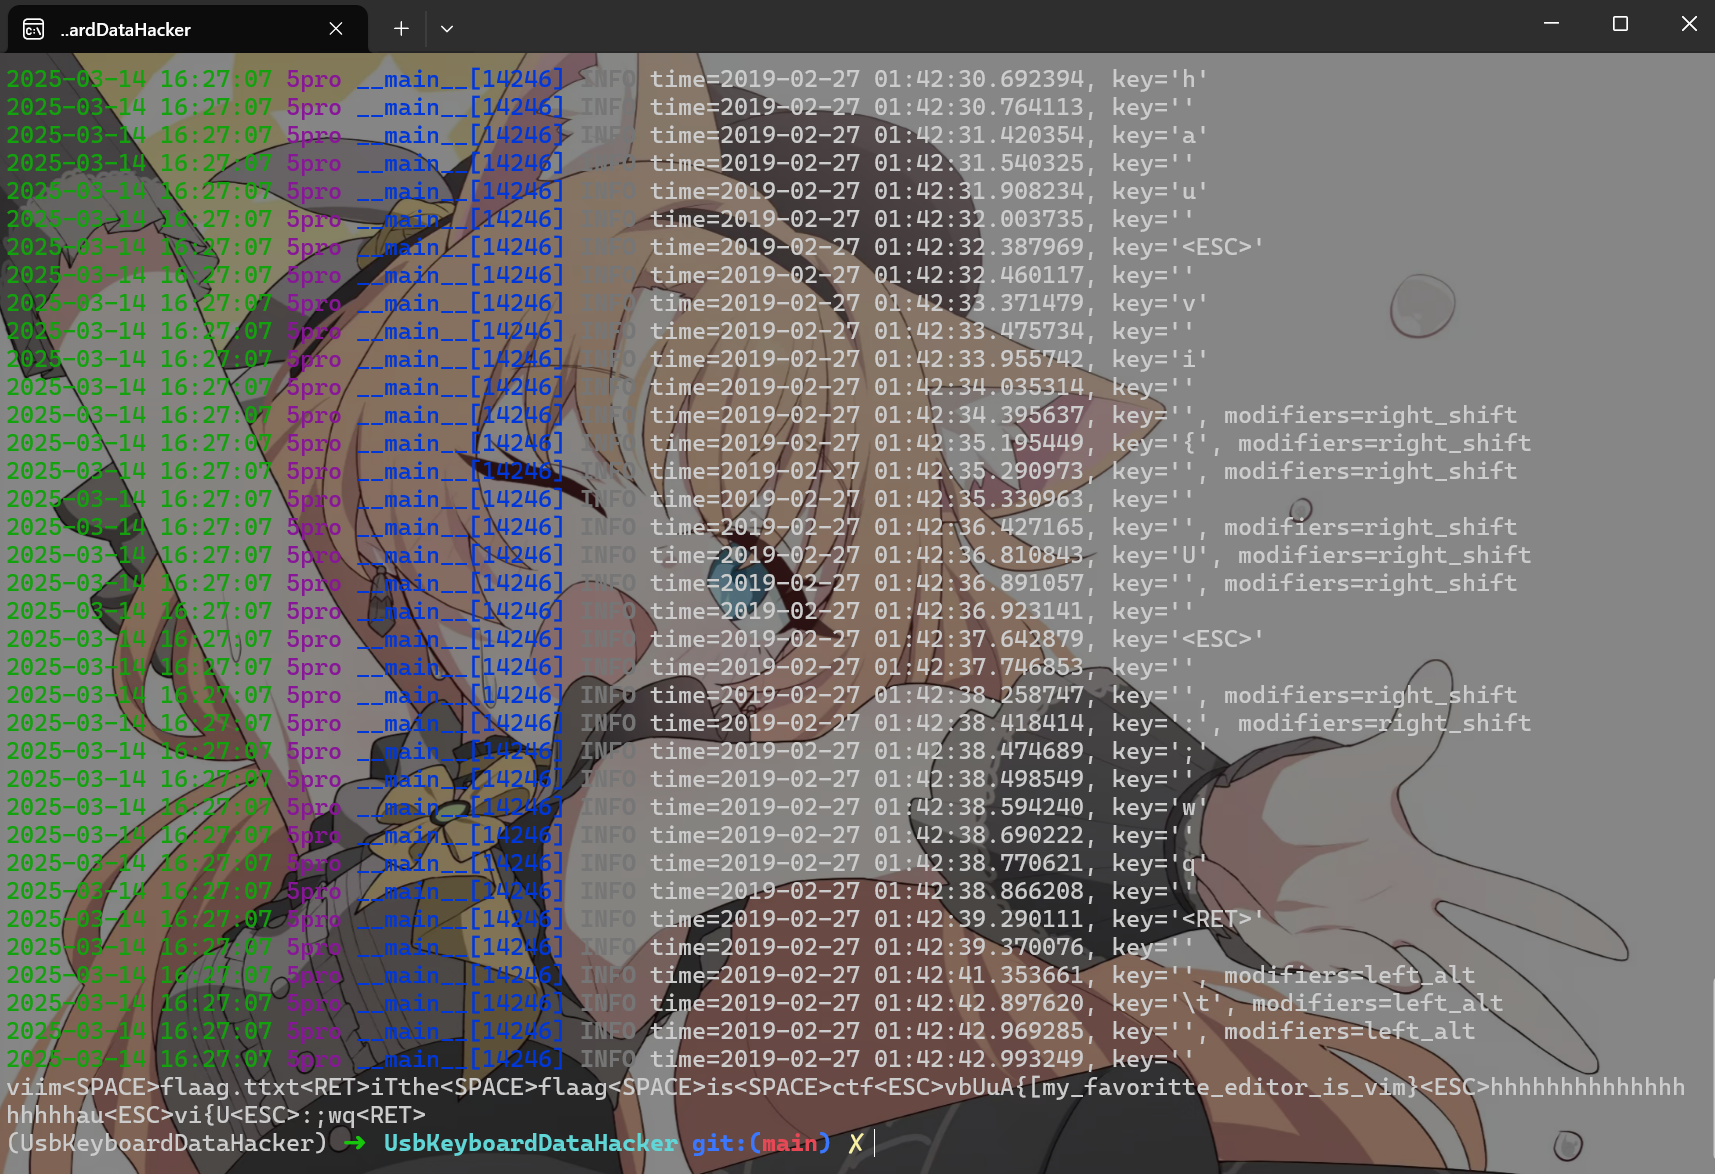 ..ardDataHacker
2025-03-14 16:27:07 5pro __main__[14246] INFO time=2019-02-27 01:42:30.692394, key='h'
2025-03-14 16:27:07 5pro __main__[14246] INFO time=2019-02-27 01:42:30.764113, key=''
2025-03-14 16:27:07 5pro __main__[14246] INFO time=2019-02-27 01:42:31.420354, key='a'
2025-03-14 16:27:07 5pro __main__[14246] INFO time=2019-02-27 01:42:31.540325, key=''
2025-03-14 16:27:07 5pro __main__[14246] INFO time=2019-02-27 01:42:31.908234, key='u'
2025-03-14 16:27:07 5pro __main__[14246] INFO time=2019-02-27 01:42:32.003735, key=''
2025-03-14 16:27:07 5pro __main__[14246] INFO time=2019-02-27 01:42:32.387969, key='<ESC>'
2025-03-14 16:27:07 5pro __main__[14246] INFO time=2019-02-27 01:42:32.460117, key=''
2025-03-14 16:27:07 5pro __main__[14246] INFO time=2019-02-27 01:42:33.371479, key='v'
2025-03-14 16:27:07 5pro __main__[14246] INFO time=2019-02-27 01:42:33.475734, key=''
2025-03-14 16:27:07 5pro __main__[14246] INFO time=2019-02-27 01:42:33.955742, key='i'
2025-03-14 16:27:07 5pro __main__[14246] INFO time=2019-02-27 01:42:34.035314, key=''
2025-03-14 16:27:07 5pro __main__[14246] INFO time=2019-02-27 01:42:34.395637, key='', modifiers=right_shift
2025-03-14 16:27:07 5pro __main__[14246] INFO time=2019-02-27 01:42:35.195449, key='{', modifiers=right_shift
2025-03-14 16:27:07 5pro __main__[14246] INFO time=2019-02-27 01:42:35.290973, key='', modifiers=right_shift
2025-03-14 16:27:07 5pro __main__[14246] INFO time=2019-02-27 01:42:35.330963, key=''
2025-03-14 16:27:07 5pro __main__[14246] INFO time=2019-02-27 01:42:36.427165, key='', modifiers=right_shift
2025-03-14 16:27:07 5pro __main__[14246] INFO time=2019-02-27 01:42:36.810843, key='U', modifiers=right_shift
2025-03-14 16:27:07 5pro __main__[14246] INFO time=2019-02-27 01:42:36.891057, key='', modifiers=right_shift
2025-03-14 16:27:07 5pro __main__[14246] INFO time=2019-02-27 01:42:36.923141, key=''
2025-03-14 16:27:07 5pro __main__[14246] INFO time=2019-02-27 01:42:37.642879, key='<ESC>'
2025-03-14 16:27:07 5pro __main__[14246] INFO time=2019-02-27 01:42:37.746853, key=''
2025-03-14 16:27:07 5pro __main__[14246] INFO time=2019-02-27 01:42:38.258747, key='', modifiers=right_shift
2025-03-14 16:27:07 5pro __main__[14246] INFO time=2019-02-27 01:42:38.418414, key=':', modifiers=right_shift
2025-03-14 16:27:07 5pro __main__[14246] INFO time=2019-02-27 01:42:38.474689, key=';'
2025-03-14 16:27:07 5pro __main__[14246] INFO time=2019-02-27 01:42:38.498549, key=''
2025-03-14 16:27:07 5pro __main__[14246] INFO time=2019-02-27 01:42:38.594240, key='w'
2025-03-14 16:27:07 5pro __main__[14246] INFO time=2019-02-27 01:42:38.690222, key=''
2025-03-14 16:27:07 5pro __main__[14246] INFO time=2019-02-27 01:42:38.770621, key='q'
2025-03-14 16:27:07 5pro __main__[14246] INFO time=2019-02-27 01:42:38.866208, key=''
2025-03-14 16:27:07 5pro __main__[14246] INFO time=2019-02-27 01:42:39.290111, key='<RET>'
2025-03-14 16:27:07 5pro __main__[14246] INFO time=2019-02-27 01:42:39.370076, key=''
2025-03-14 16:27:07 5pro __main__[14246] INFO time=2019-02-27 01:42:41.353661, key='', modifiers=left_alt
2025-03-14 16:27:07 5pro __main__[14246] INFO time=2019-02-27 01:42:42.897620, key='\t', modifiers=left_alt
2025-03-14 16:27:07 5pro __main__[14246] INFO time=2019-02-27 01:42:42.969285, key='', modifiers=left_alt
2025-03-14 16:27:07 5pro __main__[14246] INFO time=2019-02-27 01:42:42.993249, key=''
viim<SPACE>flaag.ttxt<RET>iTthe<SPACE>flaag<SPACE>is<SPACE>ctf<ESC>vbUuA{[my_favoritte_editor_is_vim}<ESC>hhhhhhhhhhhhhh
hhhhhau<ESC>vi{U<ESC>:;wq<RET>
(UsbKeyboardDataHacker) ➜ UsbKeyboardDataHacker git:(main) ✗